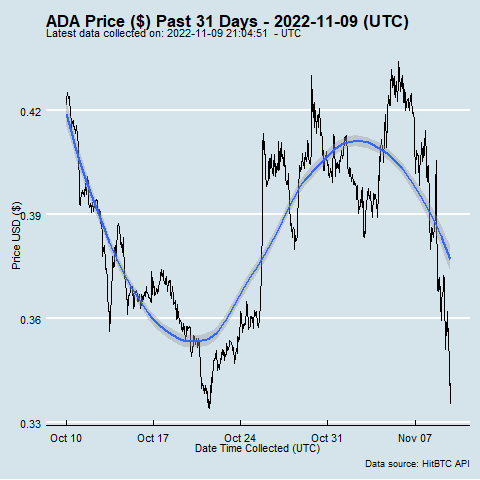 ADA Price ($) Past 31 Days - 2022-11-09 (UTC)
Latest data collected on: 2022-11-09 21:04:51  - UTC
0.42
0.39
0.36
0.33
Price USD ($)
Oct 10
Oct 17
Oct 24
Oct 31
Nov 07
Date Time Collected (UTC)
Data source: HitBTC API